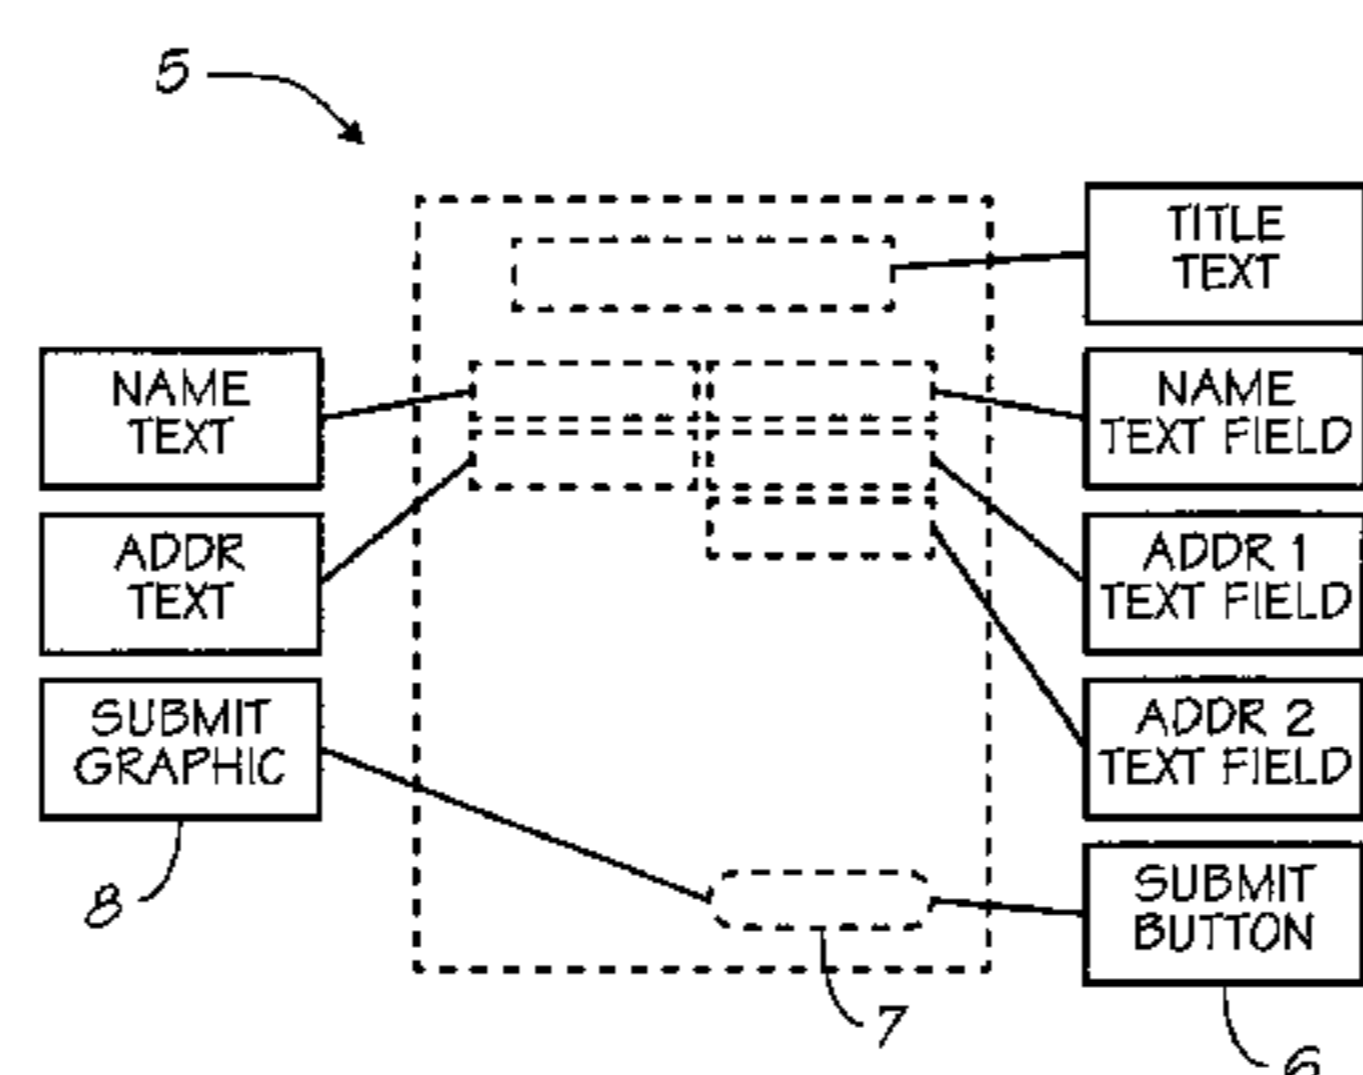 5
TITLE
TEXT
NAME
TEXT
NAME
TEXT FIELD
ADDR
TEXT
ADDR 1
TEXT FIELD
SUBMIT
GRAPHIC
ADDR 2
TEXT FIELD
8
SUBMIT
BUTTON
7
6